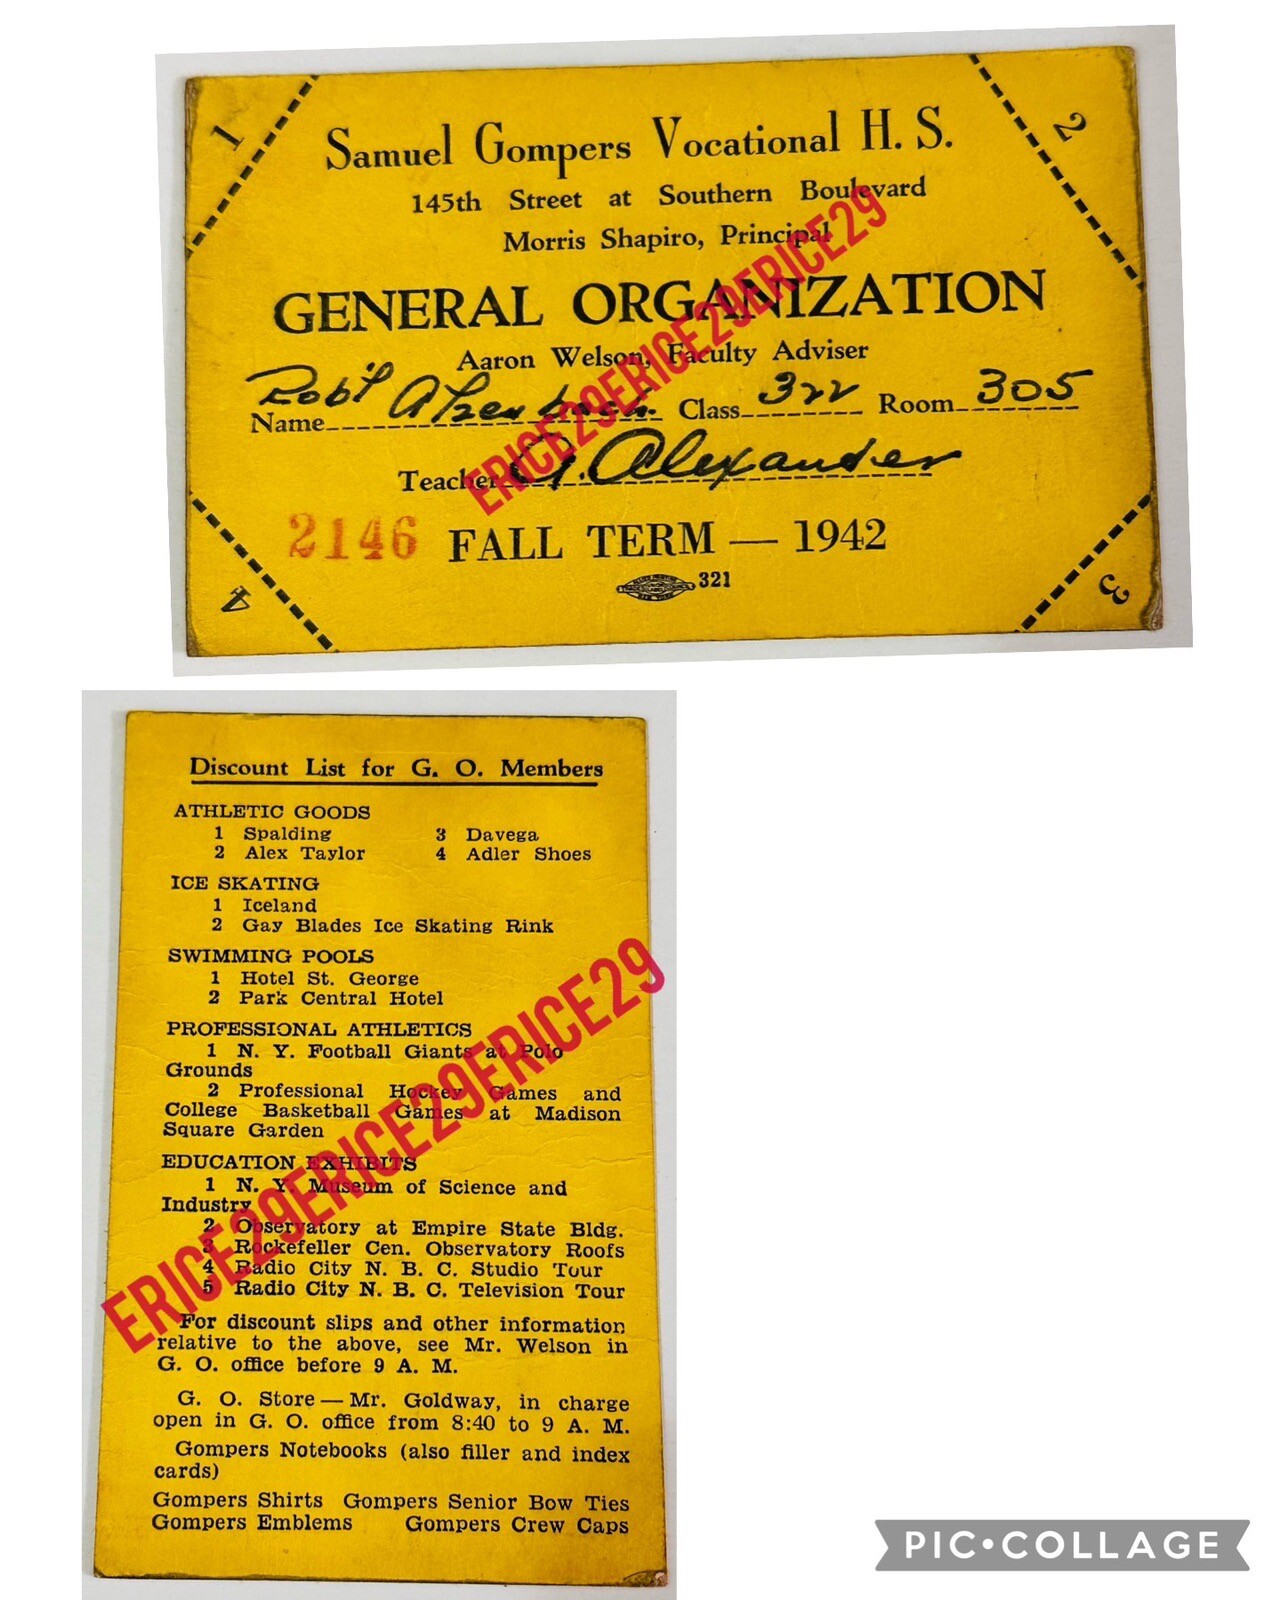 1
2
Samuel Gompers Vocational H. S.
145th Street at Southern Boulevard
Morris Shapiro, Principal
GENERAL ORGANIZATION
Aaron Welson, Faculty Adviser
Name Rob't Class 322 Room 305
Teacher A. Alexander
2146 FALL TERM — 1942
321
4
3
ERICE29ERICE29ERICE29
Discount List for G. O. Members
ATHLETIC GOODS
1 Spalding 3 Davega
2 Alex Taylor 4 Adler Shoes
ICE SKATING
1 Iceland
2 Gay Blades Ice Skating Rink
SWIMMING POOLS
1 Hotel St. George
2 Park Central Hotel
PROFESSIONAL ATHLETICS
1 N. Y. Football Giants at Polo
Grounds
2 Professional Hockey Games and
College Basketball Games at Madison
Square Garden
EDUCATION EXHIBITS
1 N. Y. Museum of Science and
Industry
2 Observatory at Empire State Bldg.
3 Rockefeller Cen. Observatory Roofs
4 Radio City N. B. C. Studio Tour
5 Radio City N. B. C. Television Tour
For discount slips and other information
relative to the above, see Mr. Welson in
G. O. office before 9 A. M.
G. O. Store — Mr. Goldway, in charge
open in G. O. office from 8:40 to 9 A. M.
Gompers Notebooks (also filler and index
cards)
Gompers Shirts Gompers Senior Bow Ties
Gompers Emblems Gompers Crew Caps
ERICE29ERICE29ERICE29ERICE29
PIC•COLLAGE